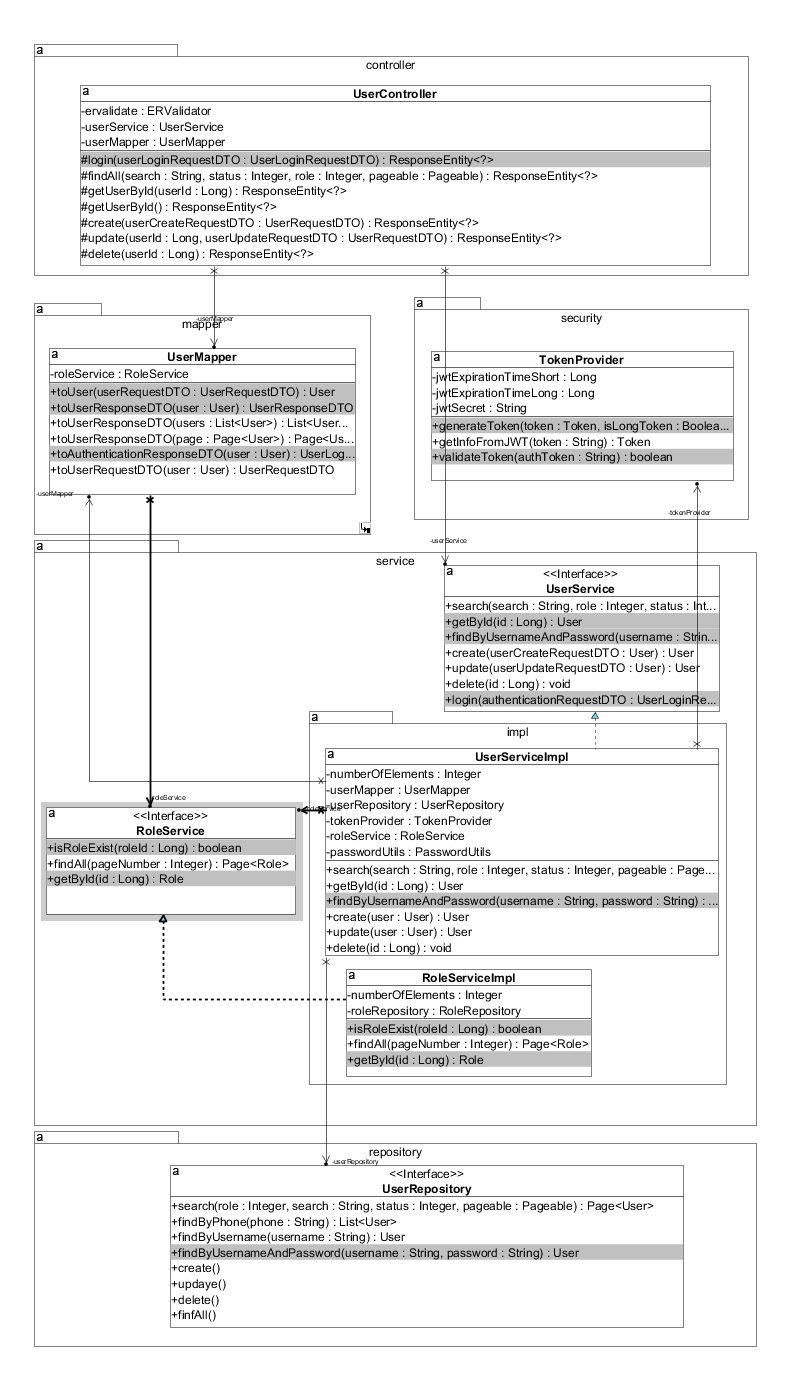 a
controller
a
UserController
-ervalidate : ERValidator
-userService : UserService
-userMapper : UserMapper
#login(userLoginRequestDTO : UserLoginRequestDTO) : ResponseEntity<?>
#findAll(search : String, status : Integer, role : Integer, pageable : Pageable) : ResponseEntity<?>
#getUserById(userId : Long) : ResponseEntity<?>
#getUserById() : ResponseEntity<?>
#create(userCreateRequestDTO : UserRequestDTO) : ResponseEntity<?>
#update(userId : Long, userUpdateRequestDTO : UserRequestDTO) : ResponseEntity<?>
#delete(userId : Long) : ResponseEntity<?>
a
mapper
-userMapper
a
UserMapper
-roleService : RoleService
+toUser(userRequestDTO : UserRequestDTO) : User
+toUserResponseDTO(user : User) : UserResponseDTO
+toUserResponseDTO(users : List<User>) : List<User...
+toUserResponseDTO(page : Page<User>) : Page<Us...
+toAuthenticationResponseDTO(user : User) : UserLog...
+toUserRequestDTO(user : User) : UserRequestDTO
-userMapper
a
security
a
TokenProvider
-jwtExpirationTimeShort : Long
-jwtExpirationTimeLong : Long
-jwtSecret : String
+generateToken(token : Token, isLongToken : Boolea...
+getInfoFromJWT(token : String) : Token
+validateToken(authToken : String) : boolean
-tokenProvider
-userService
a
service
a
<<Interface>>
UserService
+search(search : String, role : Integer, status : Int...
+getById(id : Long) : User
+findByUsernameAndPassword(username : Strin...
+create(userCreateRequestDTO : User) : User
+update(userUpdateRequestDTO : User) : User
+delete(id : Long) : void
+login(authenticationRequestDTO : UserLoginRe...
a
impl
a
UserServiceImpl
-numberOfElements : Integer
-userMapper : UserMapper
-userRepository : UserRepository
-tokenProvider : TokenProvider
-roleService : RoleService
-passwordUtils : PasswordUtils
+search(search : String, role : Integer, status : Integer, pageable : Page...
+getById(id : Long) : User
+findByUsernameAndPassword(username : String, password : String) : ...
+create(user : User) : User
+update(user : User) : User
+delete(id : Long) : void
-roleService
a
<<Interface>>
RoleService
+isRoleExist(roleId : Long) : boolean
+findAll(pageNumber : Integer) : Page<Role>
+getById(id : Long) : Role
a
RoleServiceImpl
-numberOfElements : Integer
-roleRepository : RoleRepository
+isRoleExist(roleId : Long) : boolean
+findAll(pageNumber : Integer) : Page<Role>
+getById(id : Long) : Role
a
repository
-userRepository
a
<<Interface>>
UserRepository
+search(role : Integer, search : String, status : Integer, pageable : Pageable) : Page<User>
+findByPhone(phone : String) : List<User>
+findByUsername(username : String) : User
+findByUsernameAndPassword(username : String, password : String) : User
+create()
+updaye()
+delete()
+finfAll()